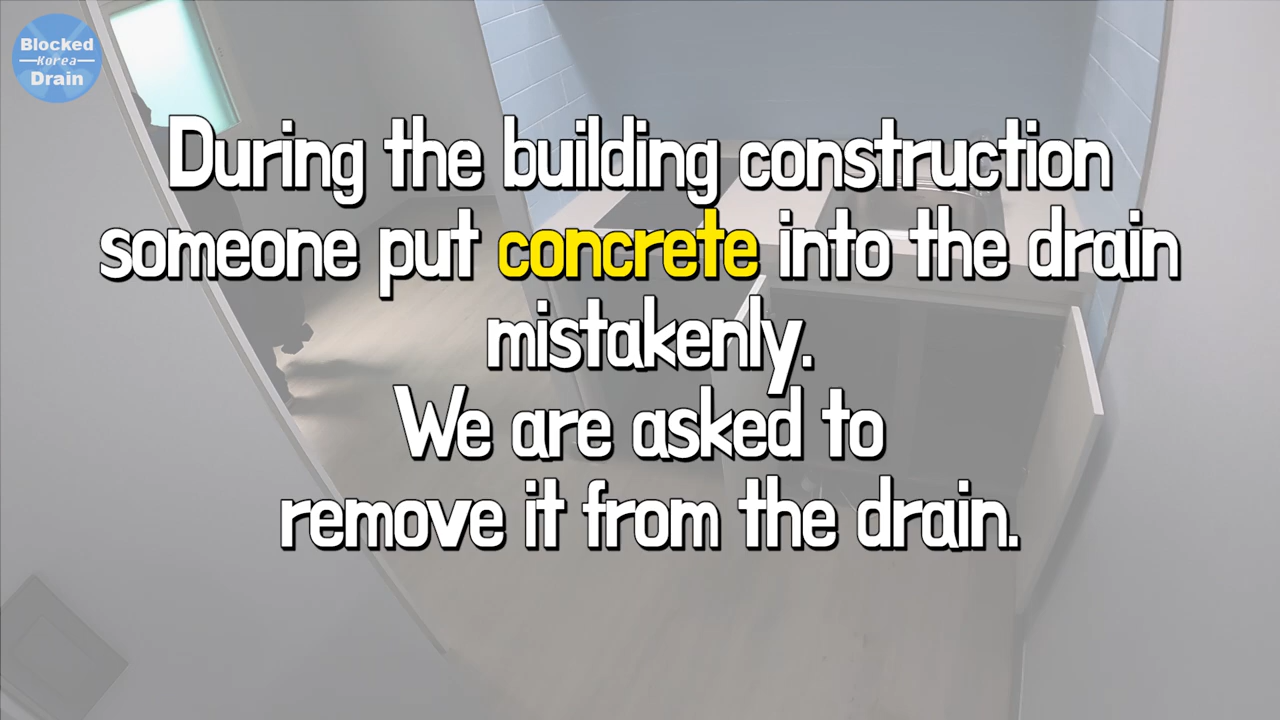 Blocked
Korea
Drain
During the building construction
someone put concrete into the drain
mistakenly.
We are asked to
remove it from the drain.